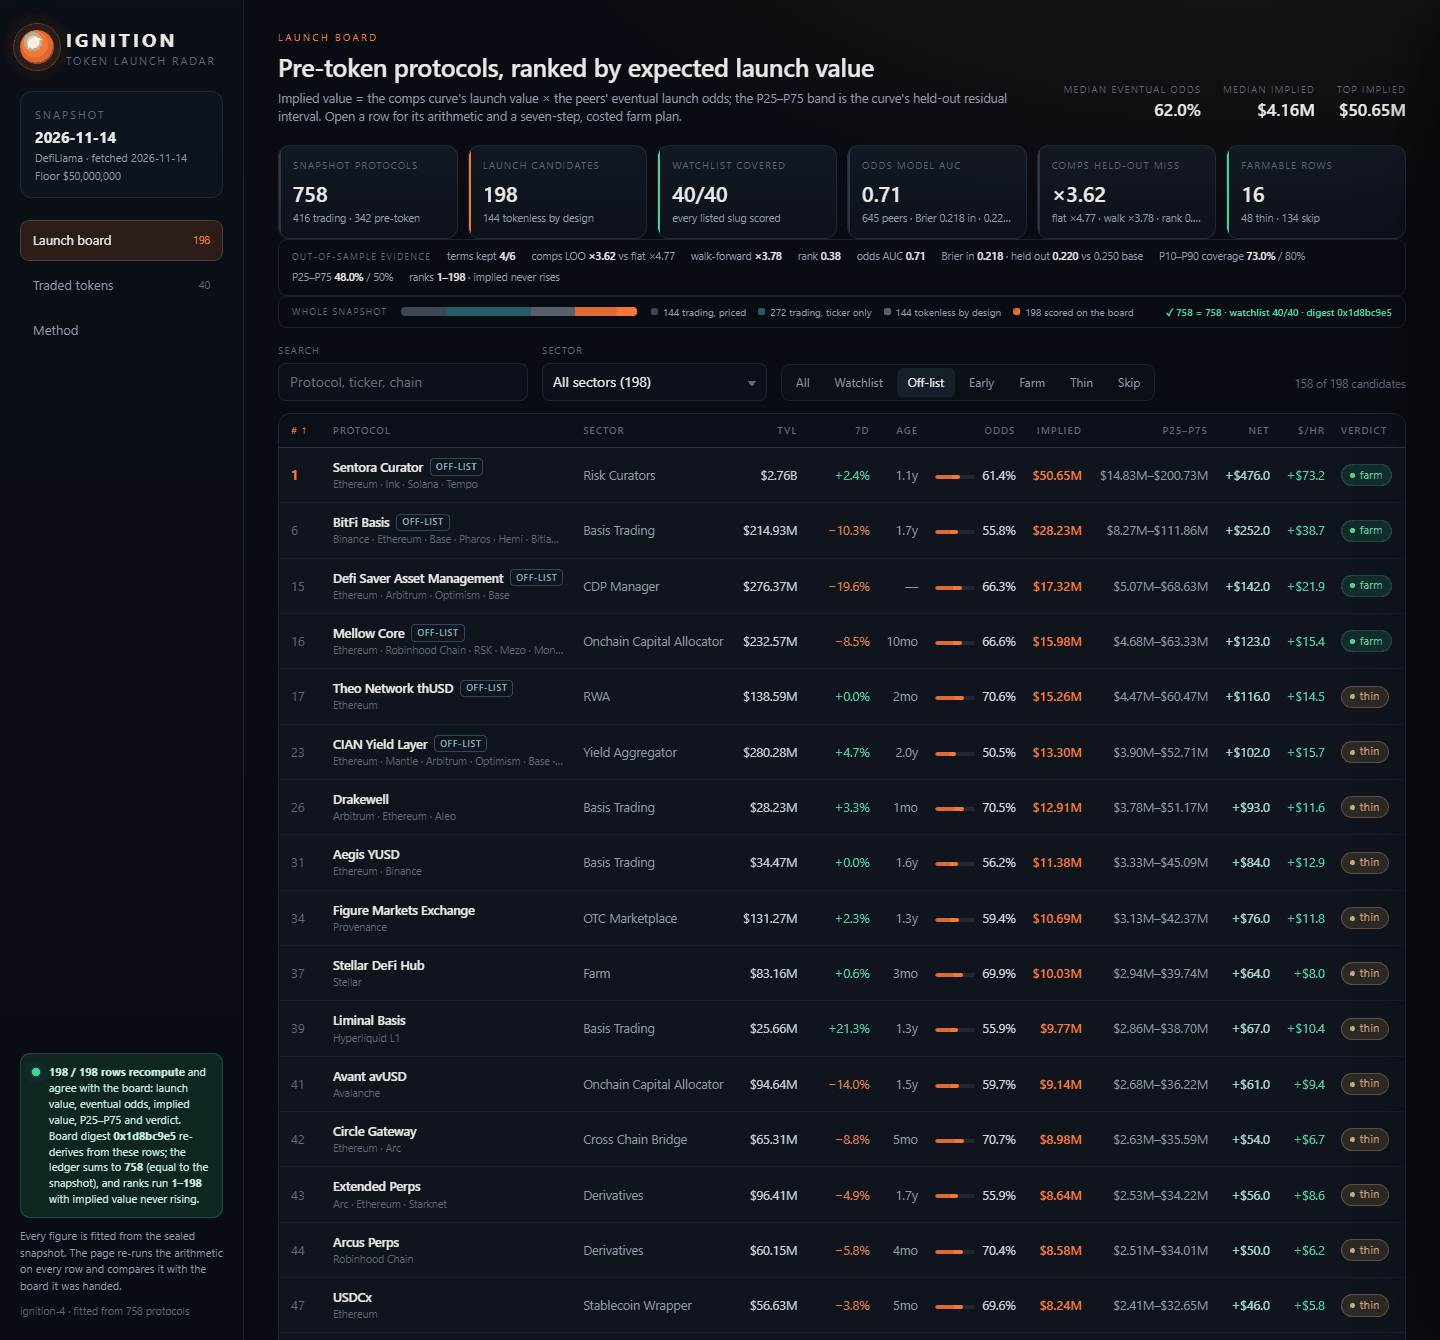 IGNITION
TOKEN LAUNCH RADAR
SNAPSHOT
2026-11-14
DefiLlama · fetched 2026-11-14
Floor $50,000,000
Launch board 198
Traded tokens 40
Method
198 / 198 rows recompute and
agree with the board: launch
value, eventual odds, implied
value, P25–P75 and verdict.
Board digest 0x1d8bc9e5 re-
derives from these rows; the
ledger sums to 758 (equal to the
snapshot), and ranks run 1–198
with implied value never rising.
Every figure is fitted from the sealed
snapshot. The page re-runs the arithmetic
on every row and compares it with the
board it was handed.
ignition-4 · fitted from 758 protocols
LAUNCH BOARD
Pre-token protocols, ranked by expected launch value
Implied value = the comps curve's launch value × the peers' eventual launch odds; the P25–P75 band is the curve's held-out residual
interval. Open a row for its arithmetic and a seven-step, costed farm plan.
MEDIAN EVENTUAL ODDS MEDIAN IMPLIED TOP IMPLIED
62.0% $4.16M $50.65M
SNAPSHOT PROTOCOLS
758
416 trading · 342 pre-token
LAUNCH CANDIDATES
198
144 tokenless by design
WATCHLIST COVERED
40/40
every listed slug scored
ODDS MODEL AUC
0.71
645 peers · Brier 0.218 in · 0.22...
COMPS HELD-OUT MISS
×3.62
flat ×4.77 · walk ×3.78 · rank 0....
FARMABLE ROWS
16
48 thin · 134 skip
OUT-OF-SAMPLE EVIDENCE terms kept 4/6 comps LOO ×3.62 vs flat ×4.77 walk-forward ×3.78 rank 0.38 odds AUC 0.71 Brier in 0.218 · held out 0.220 vs 0.250 base P10–P90 coverage 73.0% / 80%
P25–P75 48.0% / 50% ranks 1–198 · implied never rises
WHOLE SNAPSHOT 144 trading, priced 272 trading, ticker only 144 tokenless by design 198 scored on the board ✓ 758 = 758 · watchlist 40/40 · digest 0x1d8bc9e5
SEARCH SECTOR
Protocol, ticker, chain All sectors (198) All Watchlist Off-list Early Farm Thin Skip 158 of 198 candidates
# ↑ PROTOCOL SECTOR TVL 7D AGE ODDS IMPLIED P25–P75 NET $/HR VERDICT
1 Sentora Curator OFF-LIST Risk Curators $2.76B +2.4% 1.1y 61.4% $50.65M $14.83M–$200.73M +$476.0 +$73.2 farm
Ethereum · Ink · Solana · Tempo
6 BitFi Basis OFF-LIST Basis Trading $214.93M −10.3% 1.7y 55.8% $28.23M $8.27M–$111.86M +$252.0 +$38.7 farm
Binance · Ethereum · Base · Pharos · Hemi · Bitla...
15 Defi Saver Asset Management OFF-LIST CDP Manager $276.37M −19.6% — 66.3% $17.32M $5.07M–$68.63M +$142.0 +$21.9 farm
Ethereum · Arbitrum · Optimism · Base
16 Mellow Core OFF-LIST Onchain Capital Allocator $232.57M −8.5% 10mo 66.6% $15.98M $4.68M–$63.33M +$123.0 +$15.4 farm
Ethereum · Robinhood Chain · RSK · Mezo · Mon...
17 Theo Network thUSD OFF-LIST RWA $138.59M +0.0% 2mo 70.6% $15.26M $4.47M–$60.47M +$116.0 +$14.5 thin
Ethereum
23 CIAN Yield Layer OFF-LIST Yield Aggregator $280.28M +4.7% 2.0y 50.5% $13.30M $3.90M–$52.71M +$102.0 +$15.7 thin
Ethereum · Mantle · Arbitrum · Optimism · Base ·...
26 Drakewell Basis Trading $28.23M +3.3% 1mo 70.5% $12.91M $3.78M–$51.17M +$93.0 +$11.6 thin
Arbitrum · Ethereum · Aleo
31 Aegis YUSD Basis Trading $34.47M +0.0% 1.6y 56.2% $11.38M $3.33M–$45.09M +$84.0 +$12.9 thin
Ethereum · Binance
34 Figure Markets Exchange OTC Marketplace $131.27M +2.3% 1.3y 59.4% $10.69M $3.13M–$42.37M +$76.0 +$11.8 thin
Provenance
37 Stellar DeFi Hub Farm $83.16M +0.6% 3mo 69.9% $10.03M $2.94M–$39.74M +$64.0 +$8.0 thin
Stellar
39 Liminal Basis Basis Trading $25.66M +21.3% 1.3y 55.9% $9.77M $2.86M–$38.70M +$67.0 +$10.4 thin
Hyperliquid L1
41 Avant avUSD Onchain Capital Allocator $94.64M −14.0% 1.5y 59.7% $9.14M $2.68M–$36.22M +$61.0 +$9.4 thin
Avalanche
42 Circle Gateway Cross Chain Bridge $65.31M −8.8% 5mo 70.7% $8.98M $2.63M–$35.59M +$54.0 +$6.7 thin
Ethereum · Arc
43 Extended Perps Derivatives $96.41M −4.9% 1.7y 55.9% $8.64M $2.53M–$34.22M +$56.0 +$8.6 thin
Arc · Ethereum · Starknet
44 Arcus Perps Derivatives $60.15M −5.8% 4mo 70.4% $8.58M $2.51M–$34.01M +$50.0 +$6.2 thin
Robinhood Chain
47 USDCx Stablecoin Wrapper $56.63M −3.8% 5mo 69.6% $8.24M $2.41M–$32.65M +$46.0 +$5.8 thin